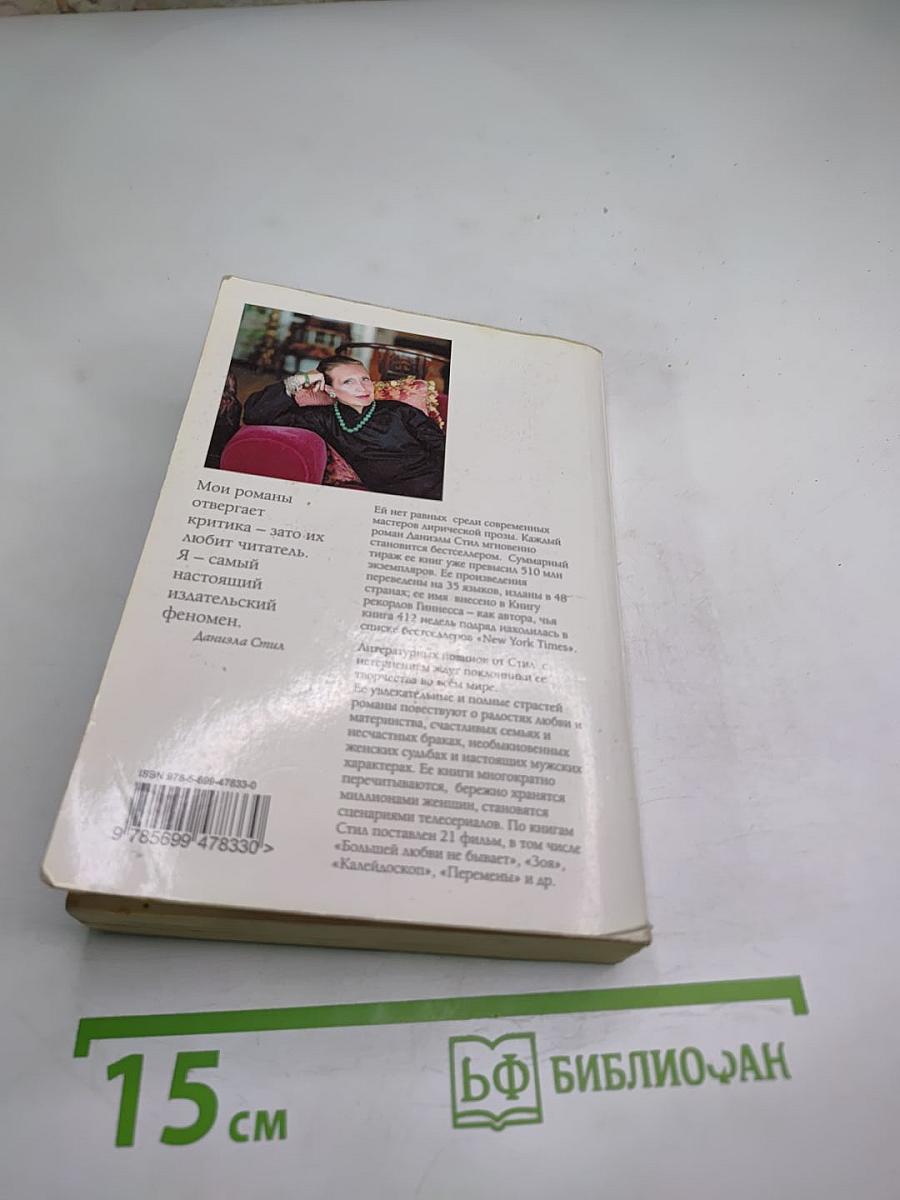 Мои романы
отвергает
критика – зато их
любит читатель.
Я – самый
настоящий
издательский
феномен.
Даниэла Стил
Ей нет равных среди современных
мастеров лирической прозы. Каждый
роман Даниэлы Стил мгновенно
становится бестселлером. Суммарный
тираж ее книг уже превысил 510 млн
экземпляров. Ее произведения
переведены на 35 языков, изданы в 48
странах; ее имя внесено в Книгу
рекордов Гиннесса – как автора, чья
книга 412 недель подряд находилась в
списке бестселлеров «New York Times».
Литературных новинок от Стил с
нетерпением ждут поклонники ее
творчества во всем мире.
Ее увлекательные и полные страстей
романы повествуют о радостях любви и
материнства, счастливых семьях и
несчастных браках, необыкновенных
женских судьбах и настоящих мужских
характерах. Ее книги многократно
перечитываются, бережно хранятся
миллионами женщин, становятся
сценариями телесериалов. По книгам
Стил поставлен 21 фильм, в том числе
«Большей любви не бывает», «Зоя»,
«Калейдоскоп», «Перемены» и др.
ISBN 978-5-699-47833-0
9 785699 478330 >
15 см
БФ БИБЛИОФАН